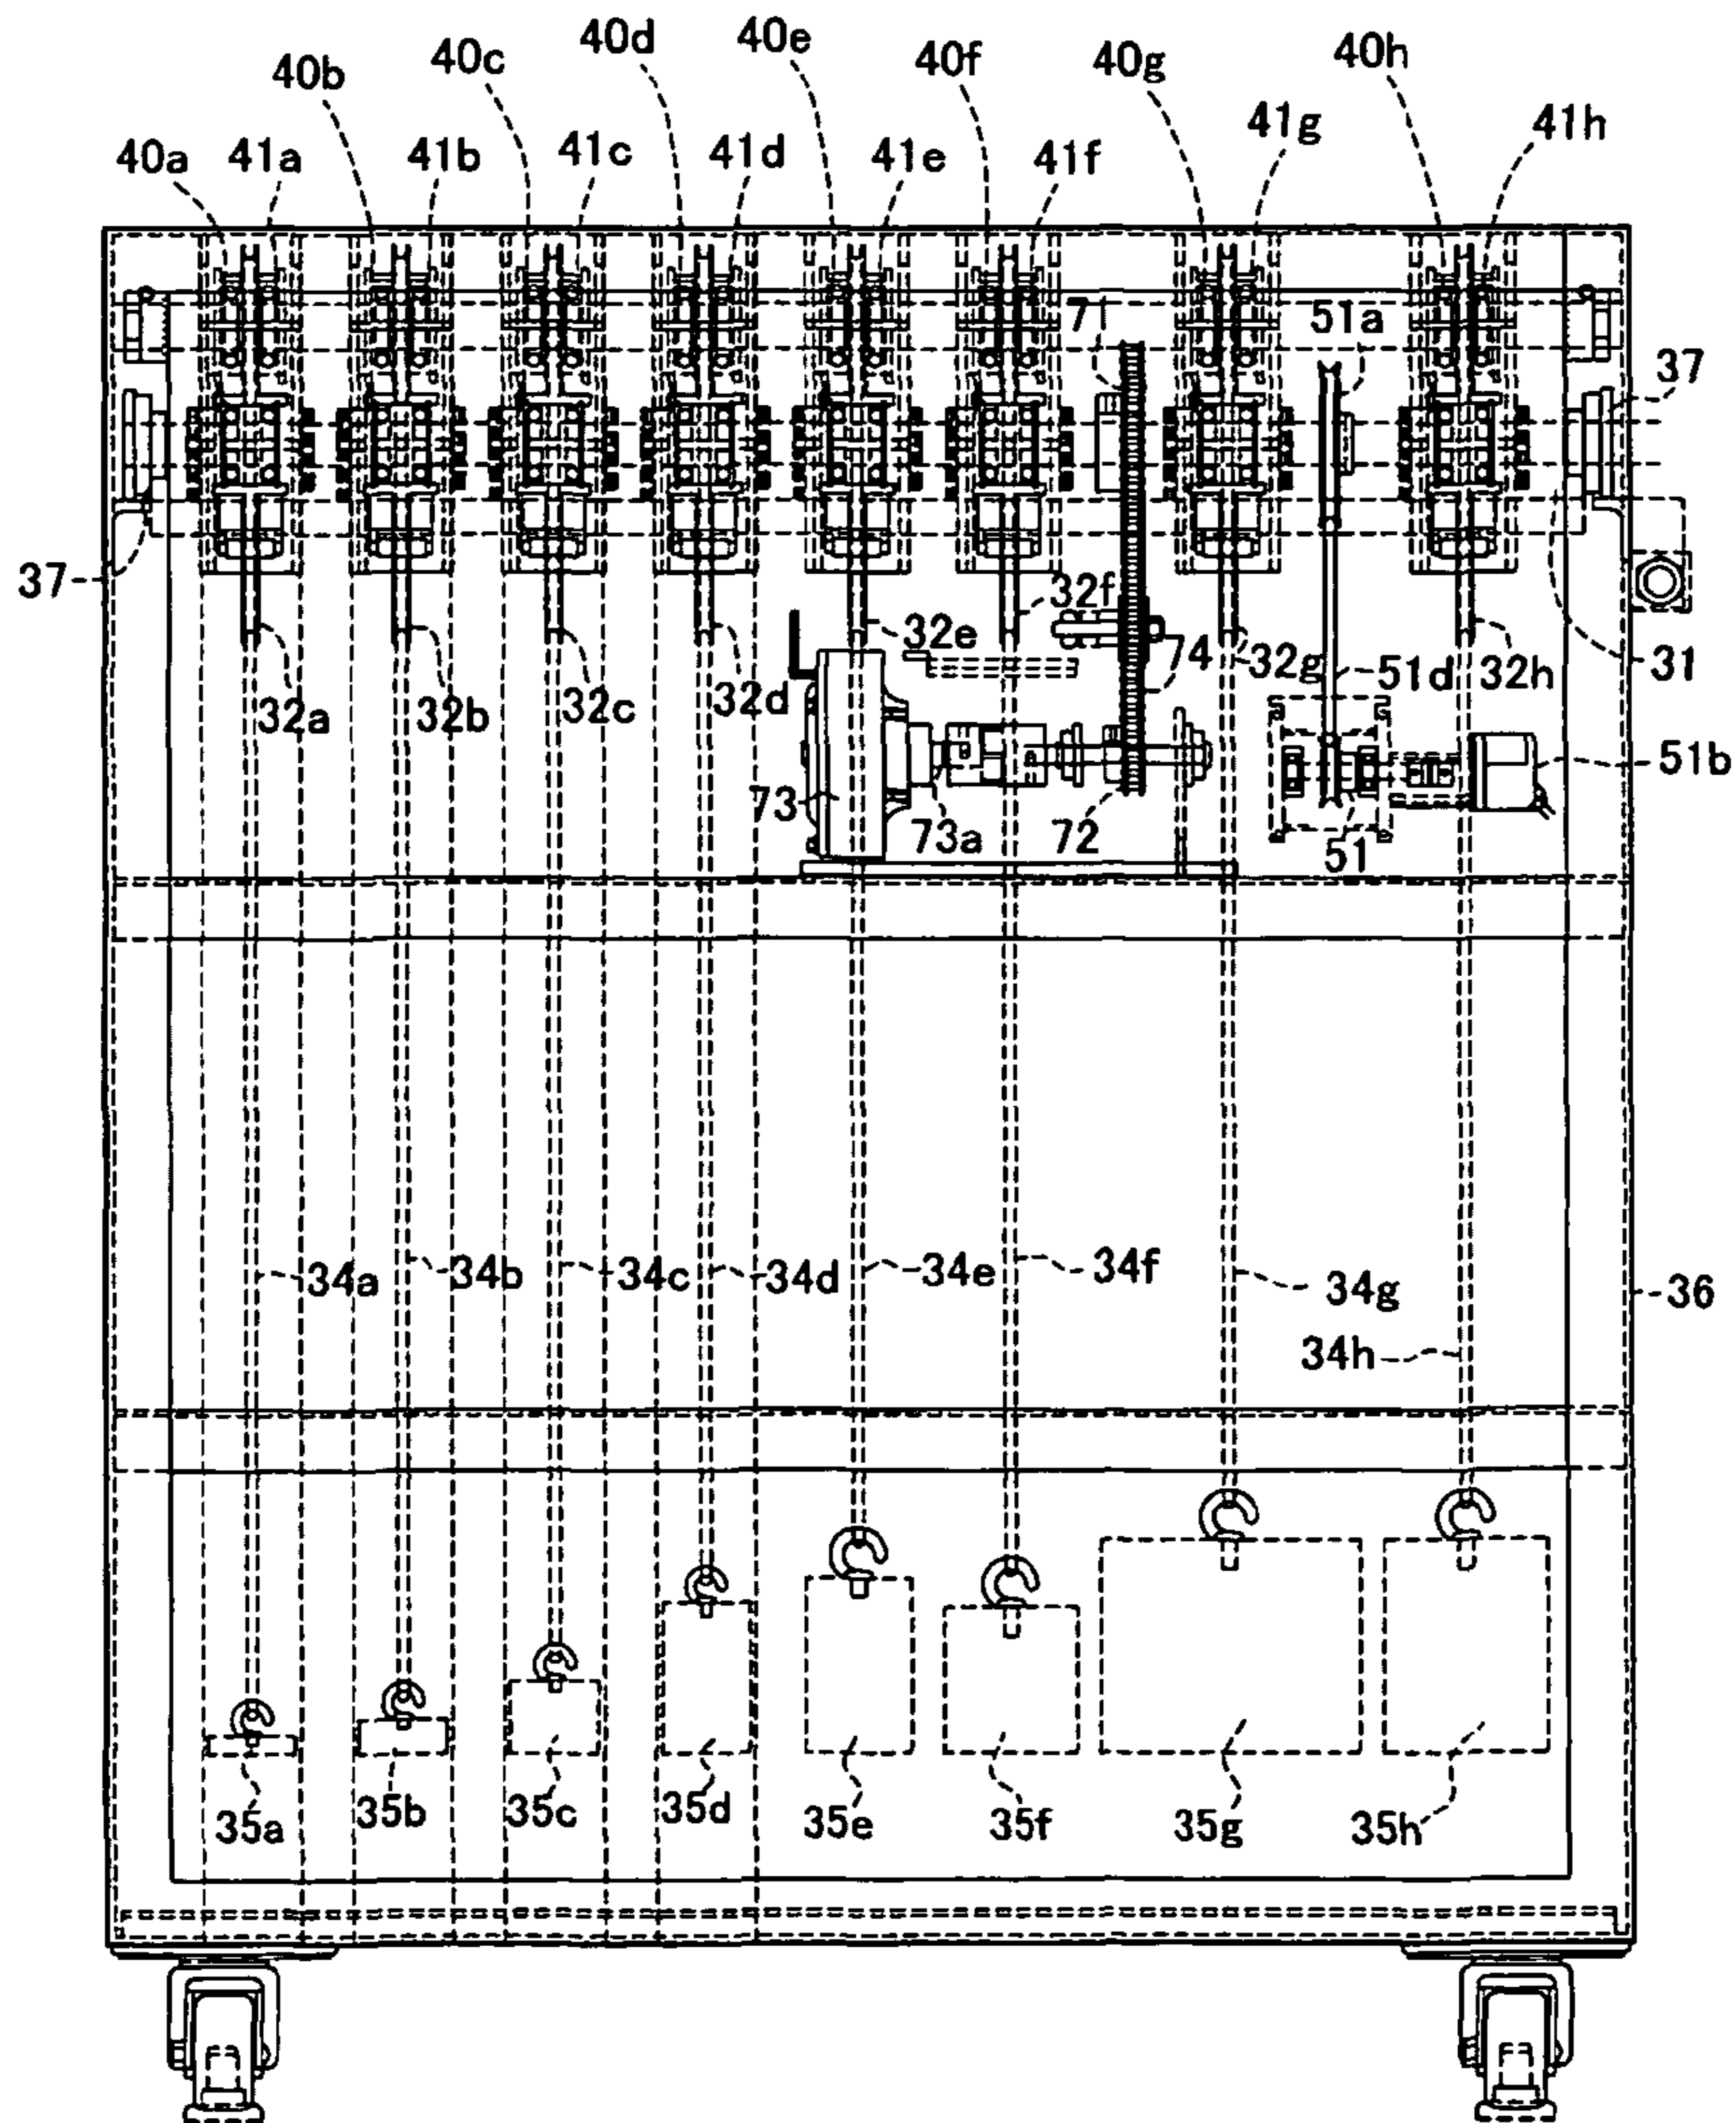 40d 40e
40c 40f 40g 40h
40b
41g 41h
40a 41a 41b 41c 41d 41e 41f
7 51a
37
37 32f
32e
74 32g 51d 32h 31
32a 32b 32c 32d
51b
73 73a 72 51
34a 34b 34c 34d 34e 34f 34g 36
34h
35a 35b 35c 35d 35e 35f 35g 35h